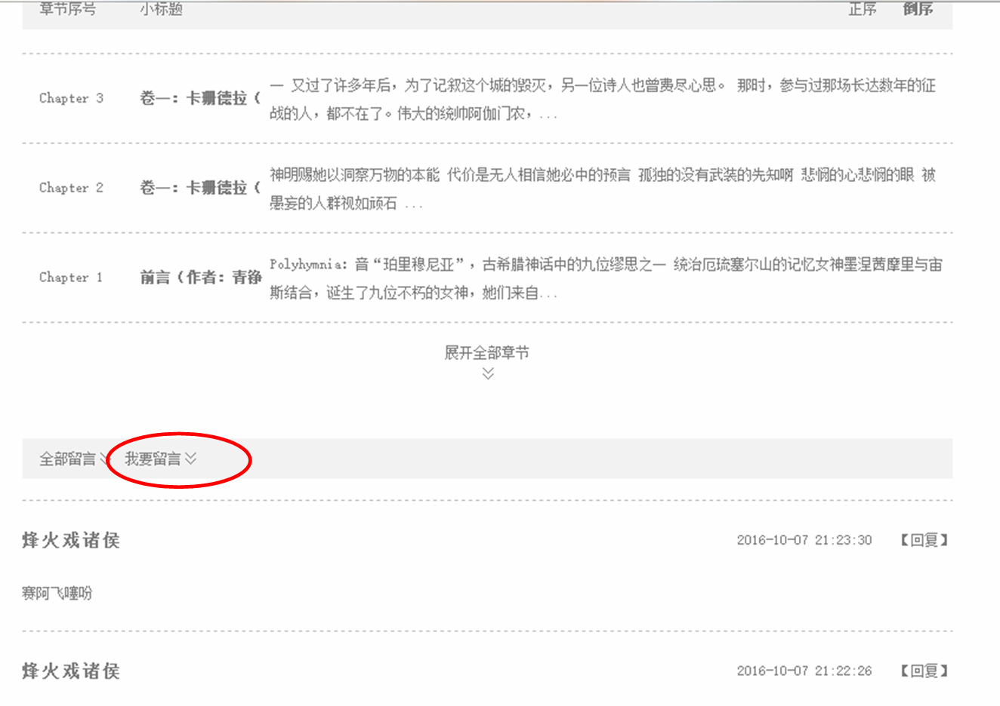 章节序号 小标题 正序 倒序
Chapter 3 卷一：卡珊德拉（ 一 又过了许多年后，为了记叙这个城的毁灭，另一位诗人也曾费尽心思。 那时，参与过那场长达数年的征
战的人，都不在了。伟大的统帅阿伽门农，...
Chapter 2 卷一：卡珊德拉（ 神明赐她以洞察万物的本能 代价是无人相信她必中的预言 孤独的没有武装的先知啊 悲悯的心悲悯的眼 被
愚妄的人群视如顽石 ...
Chapter 1 前言（作者：青铮 Polyhymnia：音“珀里穆尼亚”，古希腊神话中的九位缪思之一 统治厄琉塞尔山的记忆女神墨涅茜摩里与宙
斯结合，诞生了九位不朽的女神，她们来自...
展开全部章节
全部留言 我要留言
烽火戏诸侯 2016-10-07 21:23:30 【回复】
赛阿飞噻吩
烽火戏诸侯 2016-10-07 21:22:26 【回复】